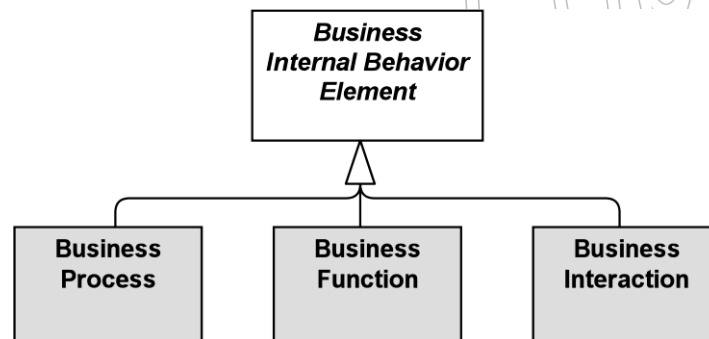 Business
Internal Behavior
Element
Business
Process
Business
Function
Business
Interaction